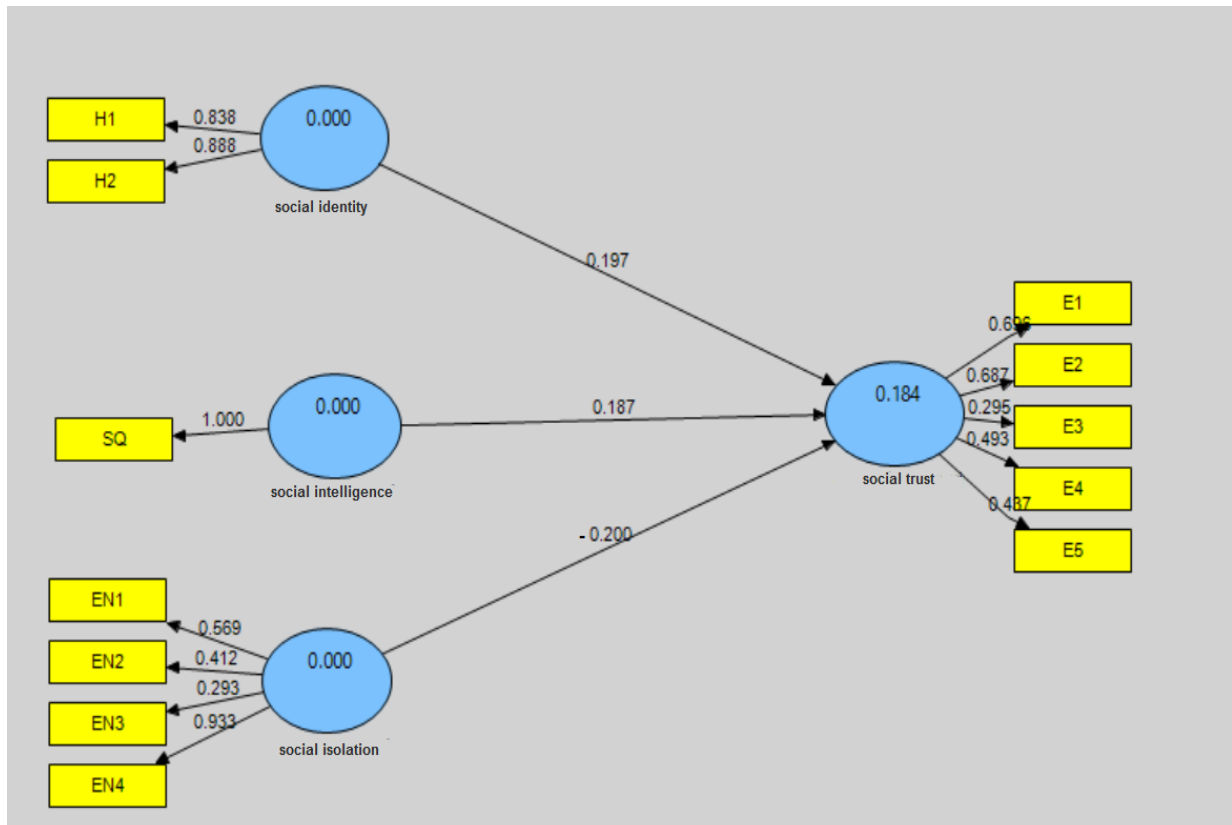 H1
0.838
0.000
0.888
H2
social identity
0.197
E1
0.696
E2
0.687
0.000
0.187
0.184
0.295
E3
SQ
1.000
0.493
social intelligence
social trust
E4
0.437
- 0.200
E5
EN1
0.569
EN2
0.412
0.000
0.293
EN3
0.933
social isolation
EN4